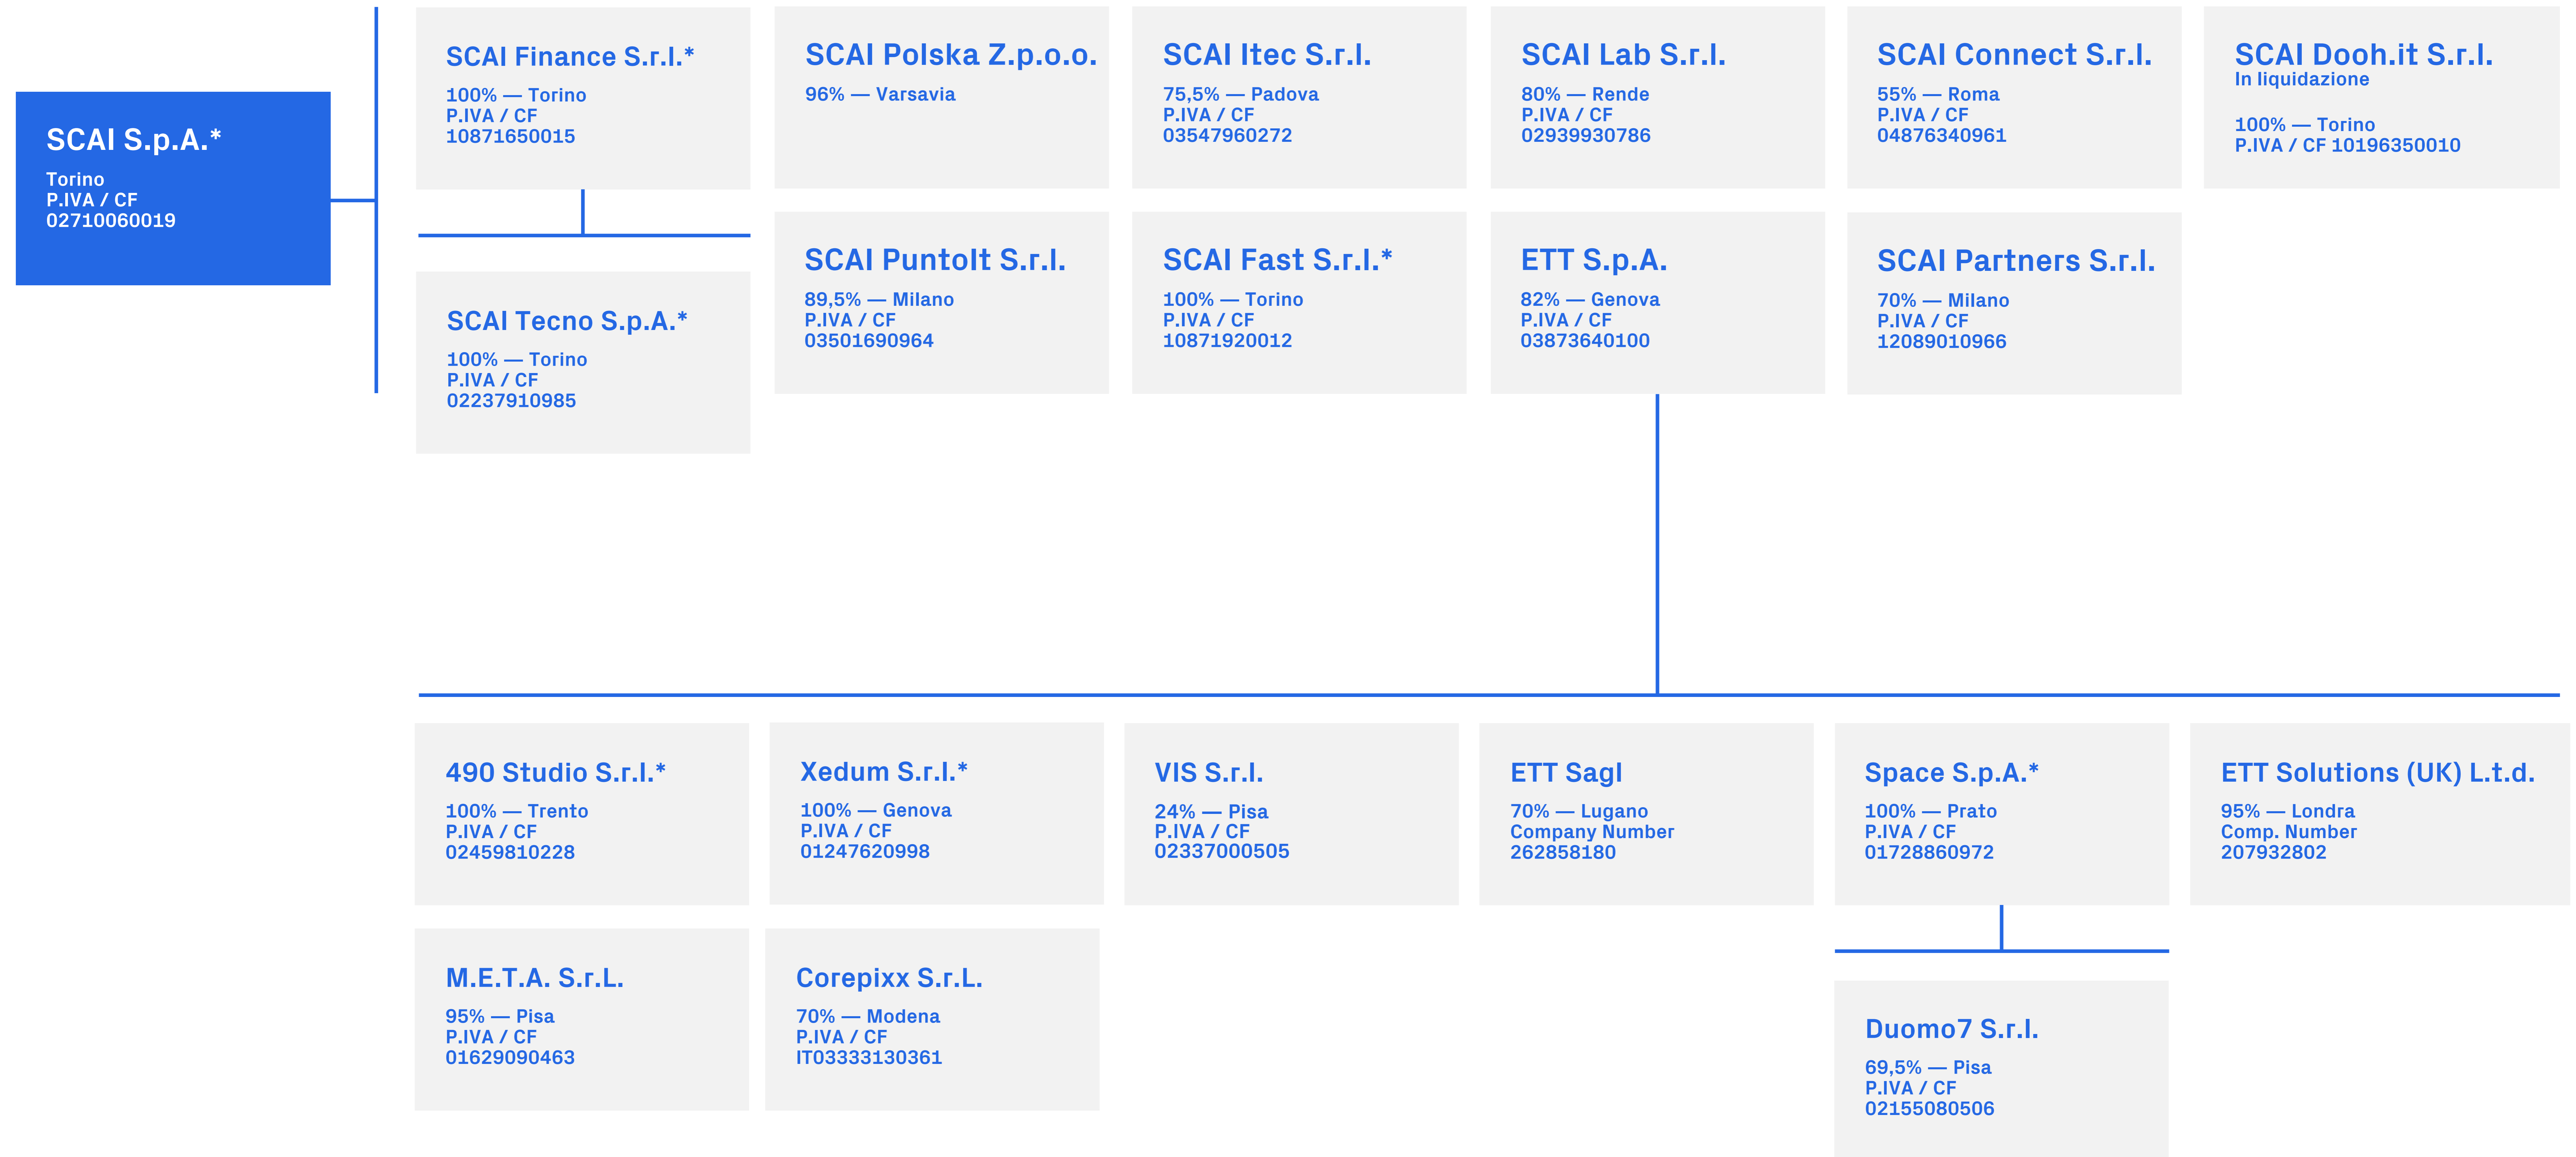 SCAI S.p.A.*
Torino
P.IVA / CF
02710060019
SCAI Finance S.r.l.*
100% — Torino
P.IVA / CF
10871650015
SCAI Polska Z.p.o.o.
96% — Varsavia
SCAI Itec S.r.l.
75,5% — Padova
P.IVA / CF
03547960272
SCAI Lab S.r.l.
80% — Rende
P.IVA / CF
02939930786
SCAI Connect S.r.l.
55% — Roma
P.IVA / CF
04876340961
SCAI Dooh.it S.r.l.
In liquidazione
100% — Torino
P.IVA / CF 10196350010
SCAI Tecno S.p.A.*
100% — Torino
P.IVA / CF
02237910985
SCAI PuntoIt S.r.l.
89,5% — Milano
P.IVA / CF
03501690964
SCAI Fast S.r.l.*
100% — Torino
P.IVA / CF
10871920012
ETT S.p.A.
82% — Genova
P.IVA / CF
03873640100
SCAI Partners S.r.l.
70% — Milano
P.IVA / CF
12089010966
490 Studio S.r.l.*
100% — Trento
P.IVA / CF
02459810228
Xedum S.r.l.*
100% — Genova
P.IVA / CF
01247620998
VIS S.r.l.
24% — Pisa
P.IVA / CF
02337000505
ETT Sagl
70% — Lugano
Company Number
262858180
Space S.p.A.*
100% — Prato
P.IVA / CF
01728860972
ETT Solutions (UK) L.t.d.
95% — Londra
Comp. Number
207932802
M.E.T.A. S.r.L.
95% — Pisa
P.IVA / CF
01629090463
Corepixx S.r.L.
70% — Modena
P.IVA / CF
IT03333130361
Duomo7 S.r.l.
69,5% — Pisa
P.IVA / CF
02155080506